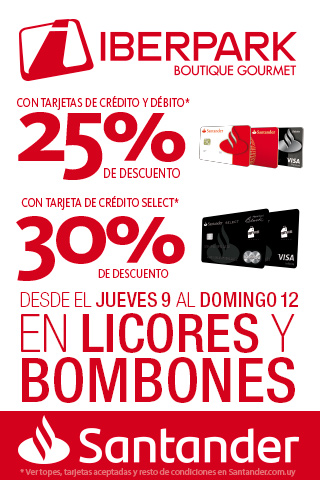 IBERPARK
BOUTIQUE GOURMET
CON TARJETAS DE CRÉDITO Y DÉBITO*
25%
DE DESCUENTO
CON TARJETA DE CRÉDITO SELECT*
30%
DE DESCUENTO
DESDE EL JUEVES 9 AL DOMINGO 12
EN LICORES Y
BOMBONES
Santander
* Ver topes, tarjetas aceptadas y resto de condiciones en Santander.com.uy